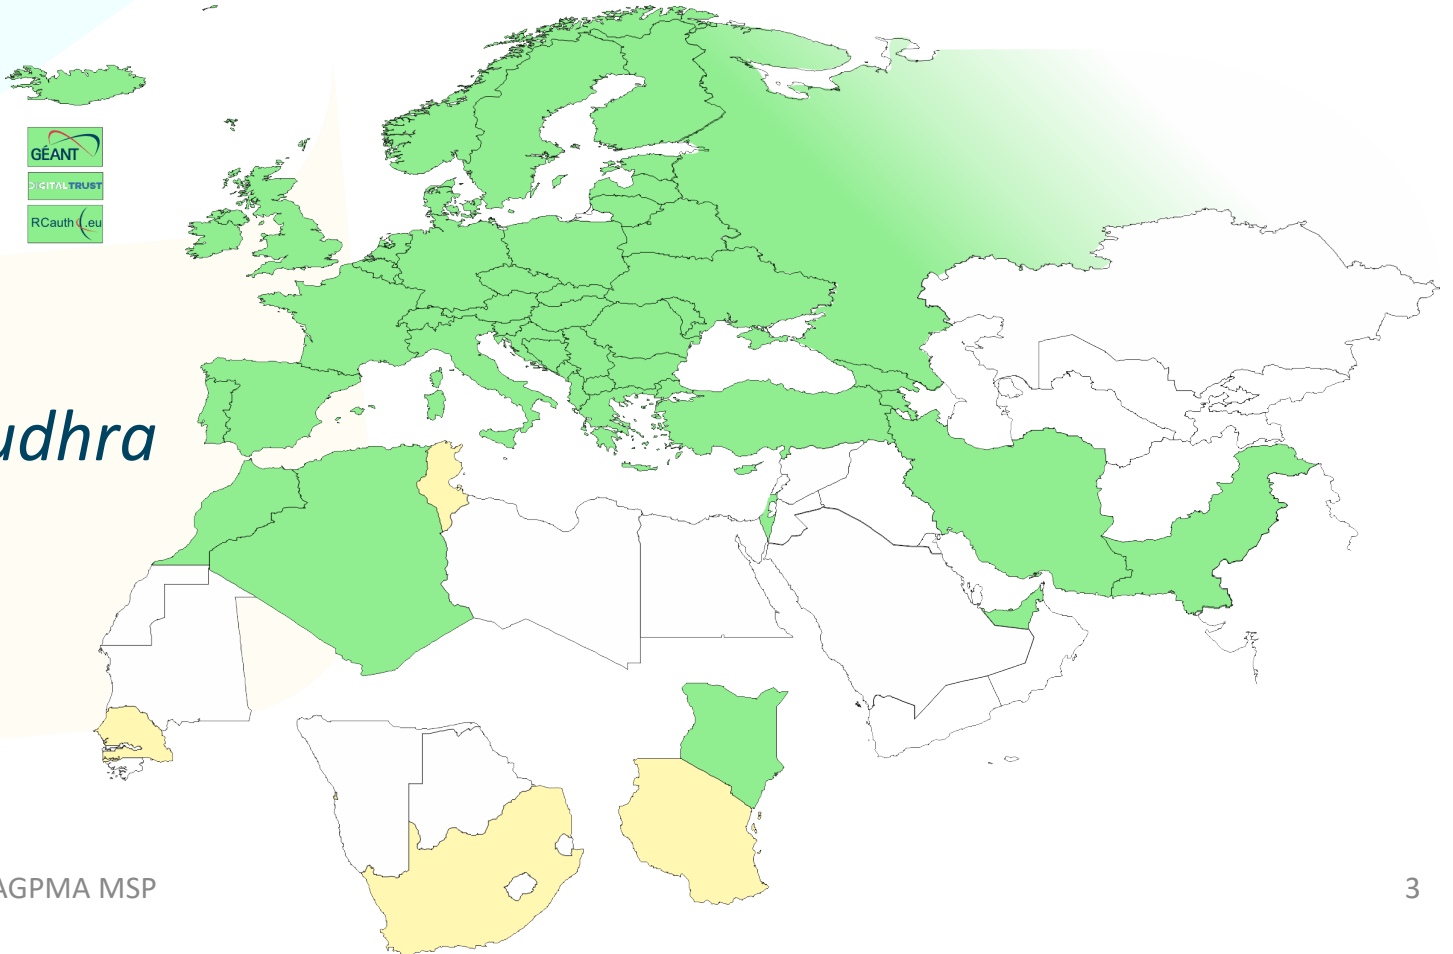 GÉANT
DIGITALTRUST
RCauth.eu
udhra
AGPMA MSP
3